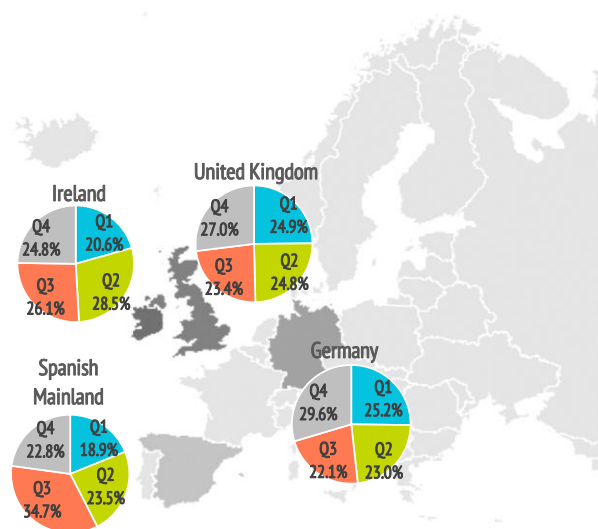 United Kingdom
Q4
27.0%
Q1
24.9%
Q3
23.4%
Q2
24.8%
Ireland
Q4
24.8%
Q1
20.6%
Q3
26.1%
Q2
28.5%
Germany
Q4
29.6%
Q1
25.2%
Q3
22.1%
Q2
23.0%
Spanish
Mainland
Q4
22.8%
Q1
18.9%
Q3
34.7%
Q2
23.5%